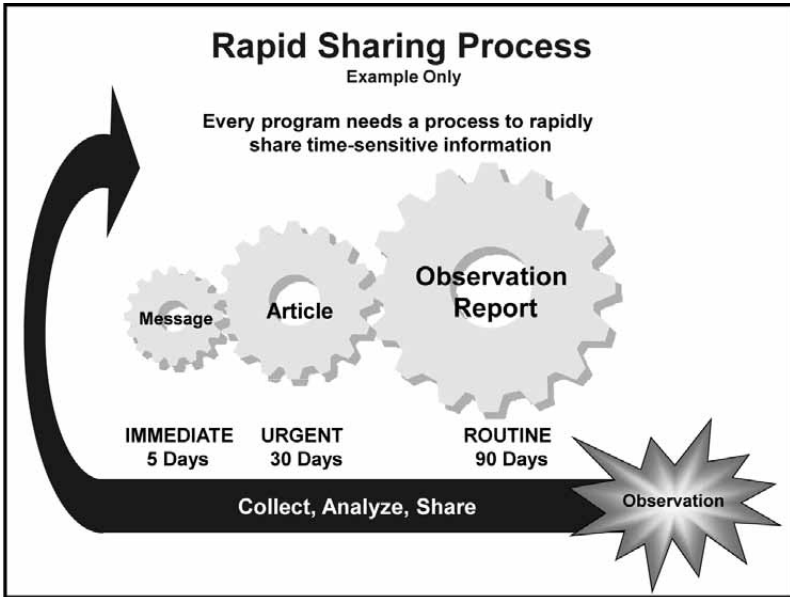 Rapid Sharing Process
Example Only
Every program needs a process to rapidly
share time-sensitive information
Message
Article
Observation
Report
IMMEDIATE
5 Days
URGENT
30 Days
ROUTINE
90 Days
Collect, Analyze, Share
Observation